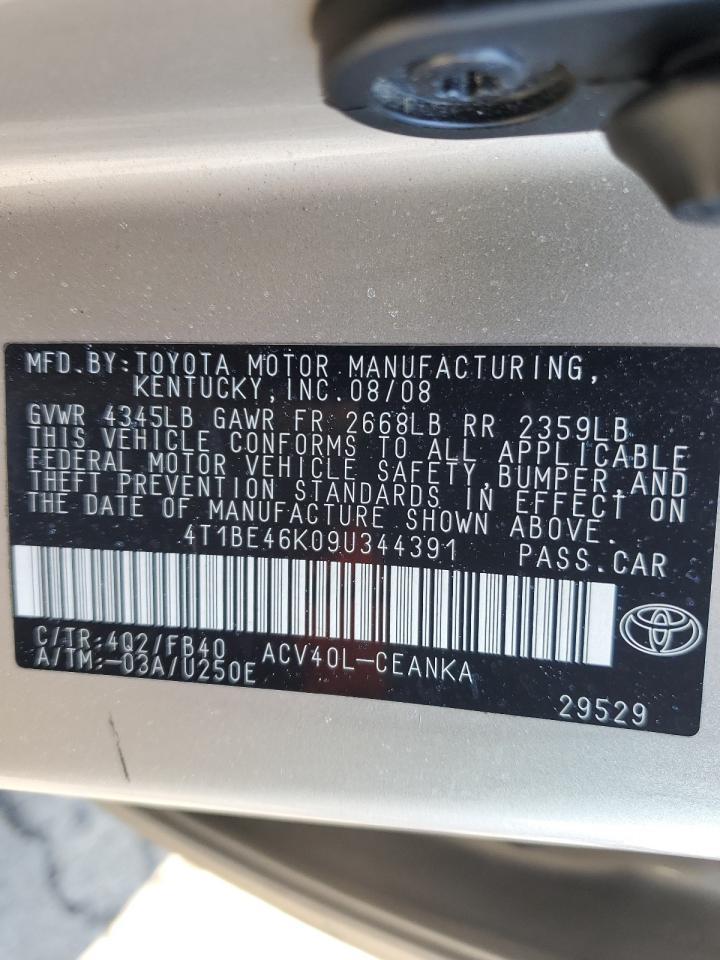 MFD.BY:TOYOTA MOTOR MANUFACTURING,
KENTUCKY,INC.08/08
GVWR 4345LB GAWR FR 2668LB RR 2359LB
THIS VEHICLE CONFORMS TO ALL APPLICABLE
FEDERAL MOTOR VEHICLE SAFETY,BUMPER,AND
THEFT PREVENTION STANDARDS IN EFFECT ON
THE DATE OF MANUFACTURE SHOWN ABOVE.
4T1BE46K09U344391 PASS.CAR
C/TR:4Q2/FB40 ACV40L-CEANKA
A/TM:-03A/U250E
29529